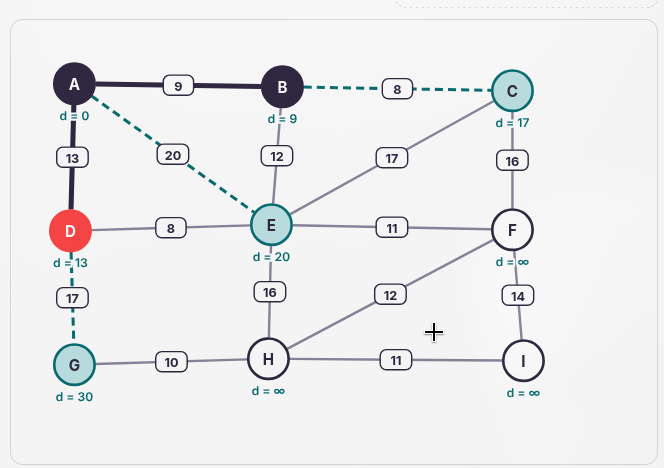 A
9
B
8
C
d = 0
d = 9
d = 17
13
20
12
17
16
D
8
E
11
F
d = 13
d = 20
d = ∞
17
16
12
14
G
10
H
11
I
d = 30
d = ∞
d = ∞